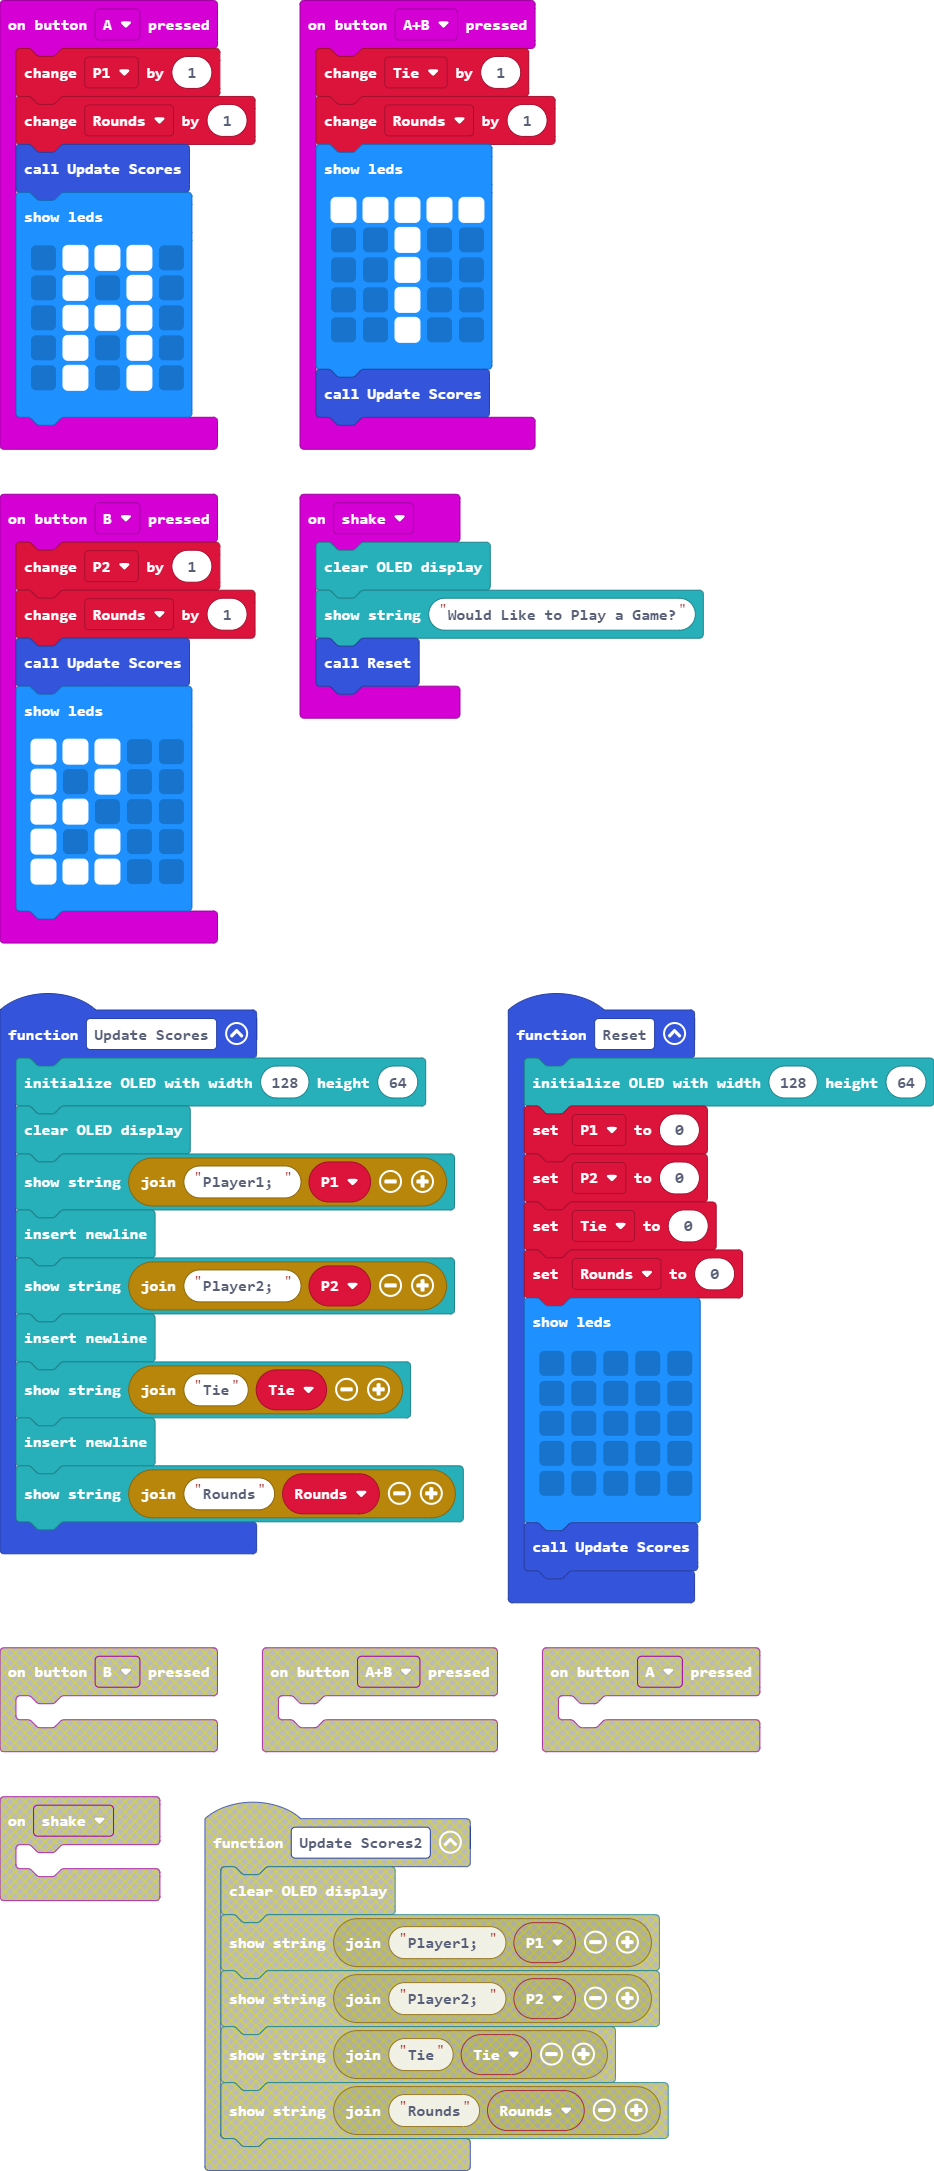 on button A pressed
change P1 by 1
change Rounds by 1
call Update Scores
show leds
on button A+B pressed
change Tie by 1
change Rounds by 1
show leds
call Update Scores
on button B pressed
change P2 by 1
change Rounds by 1
call Update Scores
show leds
on shake
clear OLED display
show string "Would Like to Play a Game?"
call Reset
function Update Scores
initialize OLED with width 128 height 64
clear OLED display
show string join "Player1; " P1
insert newline
show string join "Player2; " P2
insert newline
show string join "Tie" Tie
insert newline
show string join "Rounds" Rounds
function Reset
initialize OLED with width 128 height 64
set P1 to 0
set P2 to 0
set Tie to 0
set Rounds to 0
show leds
call Update Scores
on button B pressed
on button A+B pressed
on button A pressed
on shake
function Update Scores2
clear OLED display
show string join "Player1; " P1
show string join "Player2; " P2
show string join "Tie" Tie
show string join "Rounds" Rounds